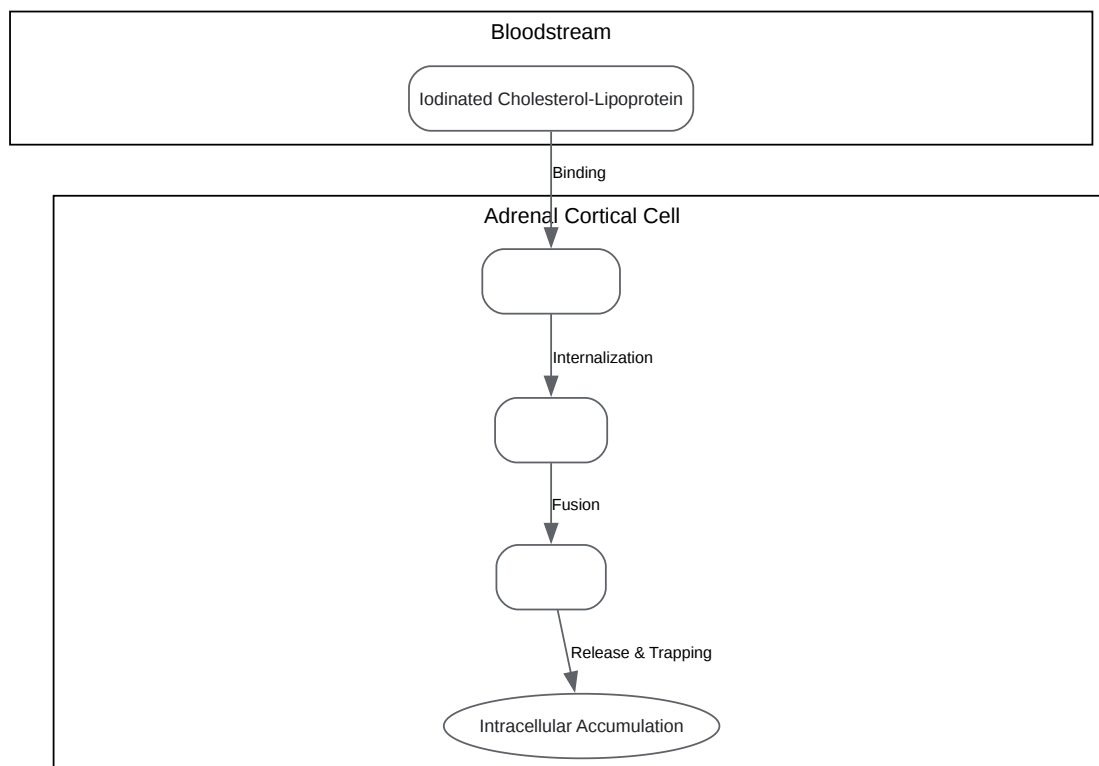 Bloodstream
Iodinated Cholesterol-Lipoprotein
Binding
Adrenal Cortical Cell
Internalization
Fusion
Release & Trapping
Intracellular Accumulation